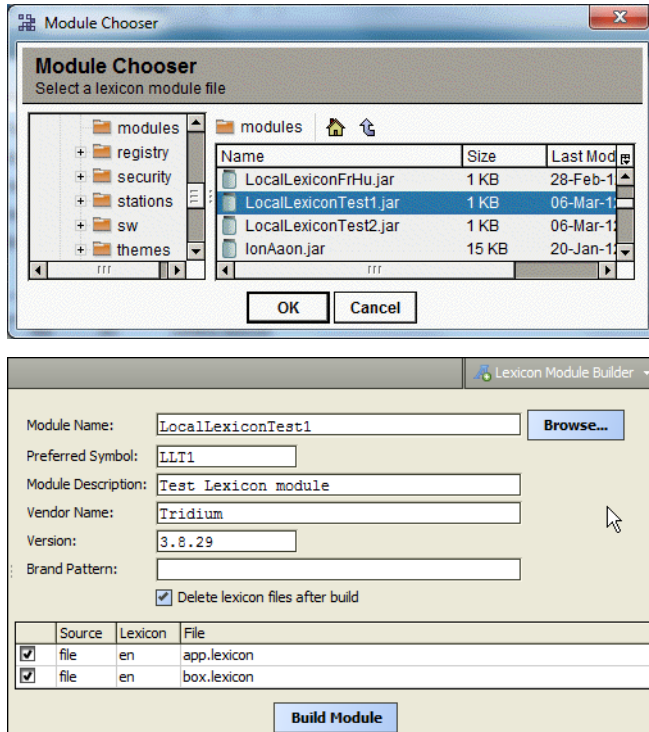 Module Chooser
Module Chooser
Select a lexicon module file
modules
registry
security
stations
sw
themes
modules
Name Size Last Mod
LocalLexiconFrHu.jar 1 KB 28-Feb-1
LocalLexiconTest1.jar 1 KB 06-Mar-1
LocalLexiconTest2.jar 1 KB 06-Mar-1
IonAaon.jar 15 KB 20-Jan-1
OK Cancel
Lexicon Module Builder
Module Name: LocalLexiconTest1 Browse...
Preferred Symbol: LLT1
Module Description: Test Lexicon module
Vendor Name: Tridium
Version: 3.8.29
Brand Pattern:
Delete lexicon files after build
Source Lexicon File
file en app.lexicon
file en box.lexicon
Build Module